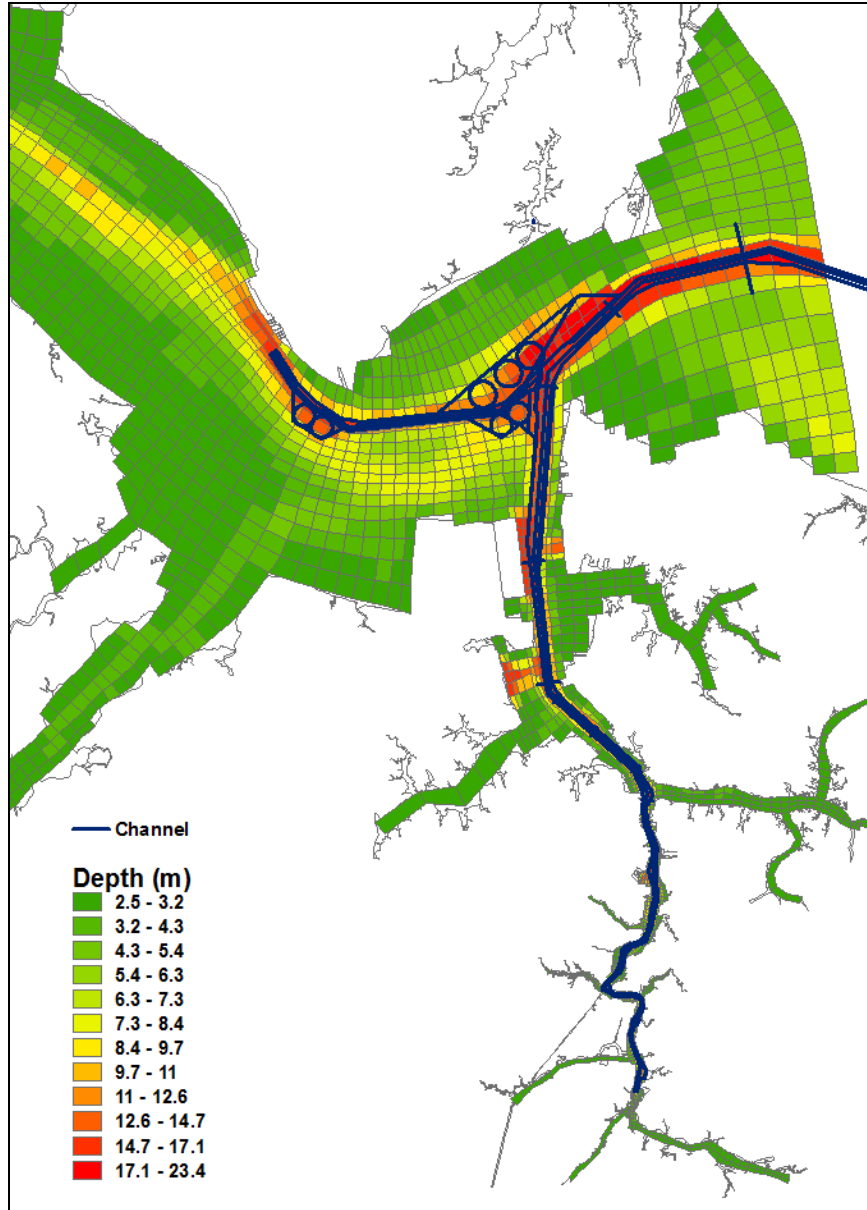 Channel
Depth (m)
2.5 - 3.2
3.2 - 4.3
4.3 - 5.4
5.4 - 6.3
6.3 - 7.3
7.3 - 8.4
8.4 - 9.7
9.7 - 11
11 - 12.6
12.6 - 14.7
14.7 - 17.1
17.1 - 23.4